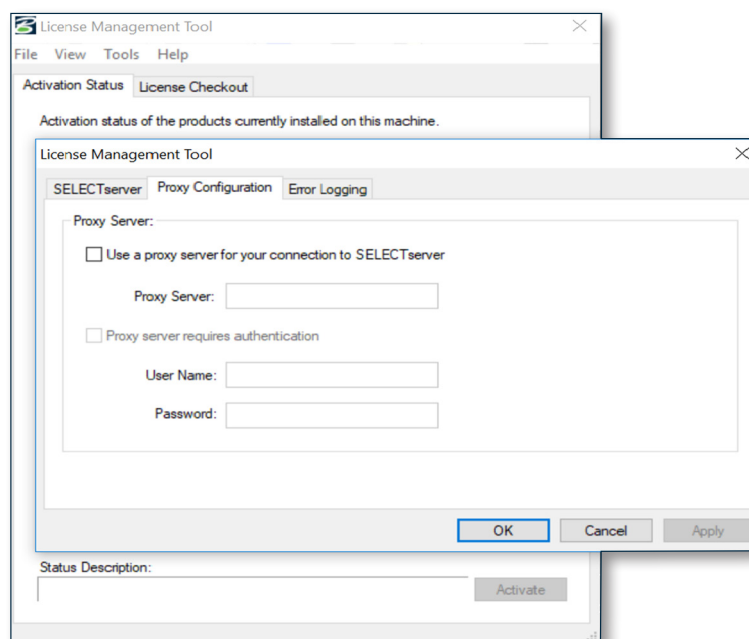 License Management Tool
File View Tools Help
Activation Status License Checkout
Activation status of the products currently installed on this machine.
License Management Tool
SELECTserver Proxy Configuration Error Logging
Proxy Server:
Use a proxy server for your connection to SELECTserver
Proxy Server:
Proxy server requires authentication
User Name:
Password:
OK Cancel Apply
Status Description:
Activate